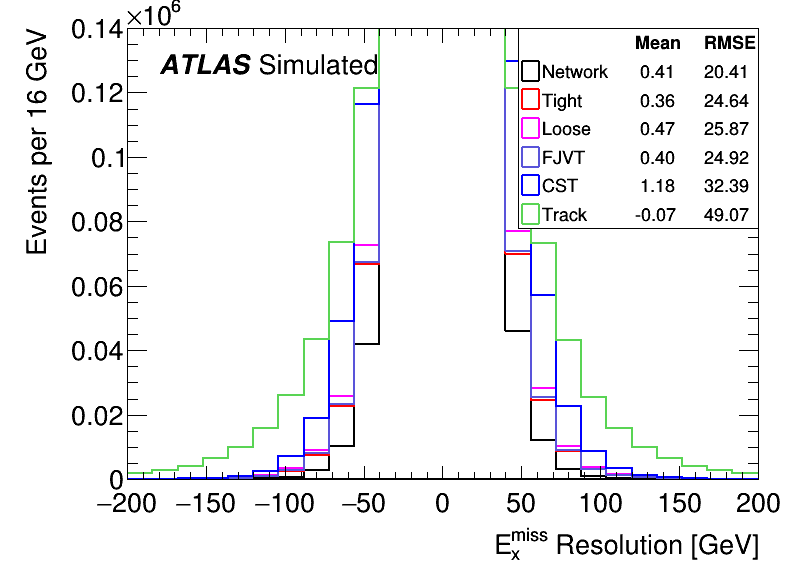 ×10⁶
0.14
0.12
0.1
0.08
0.06
0.04
0.02
0
Events per 16 GeV
ATLAS Simulated
Mean RMSE
Network 0.41 20.41
Tight 0.36 24.64
Loose 0.47 25.87
FJVT 0.40 24.92
CST 1.18 32.39
Track -0.07 49.07
−200 −150 −100 −50 0 50 100 150 200
E_x^miss Resolution [GeV]